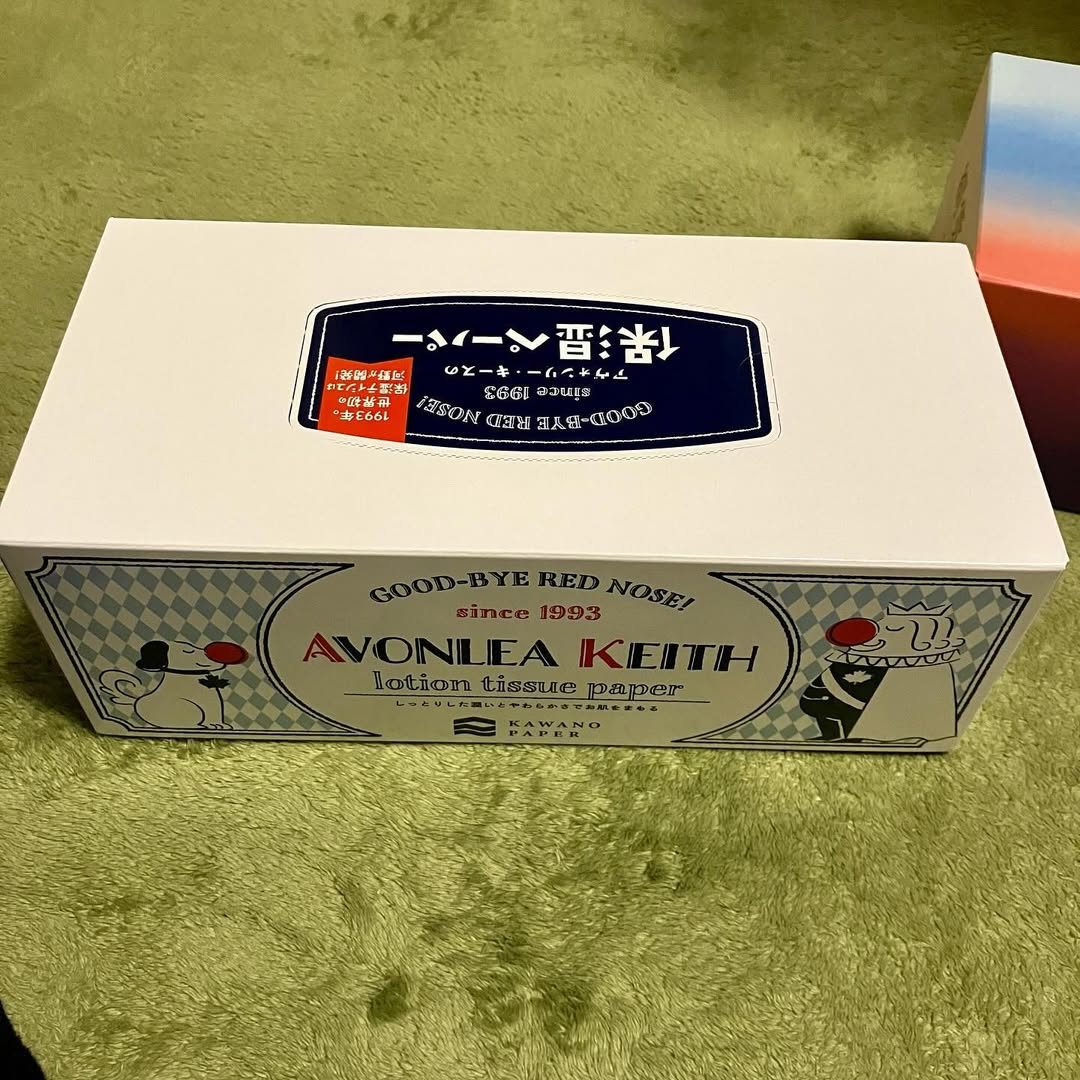 GOOD-BYE RED NOSE!
since 1993
アヴォンリー・キースの
保湿ペーパー
1993年。
世界初の
保湿ティシュは
河野が開発!
GOOD-BYE RED NOSE!
since 1993
AVONLEA KEITH
lotion tissue paper
しっとりした潤いとやわらかさでお肌をまもる
KAWANO
PAPER